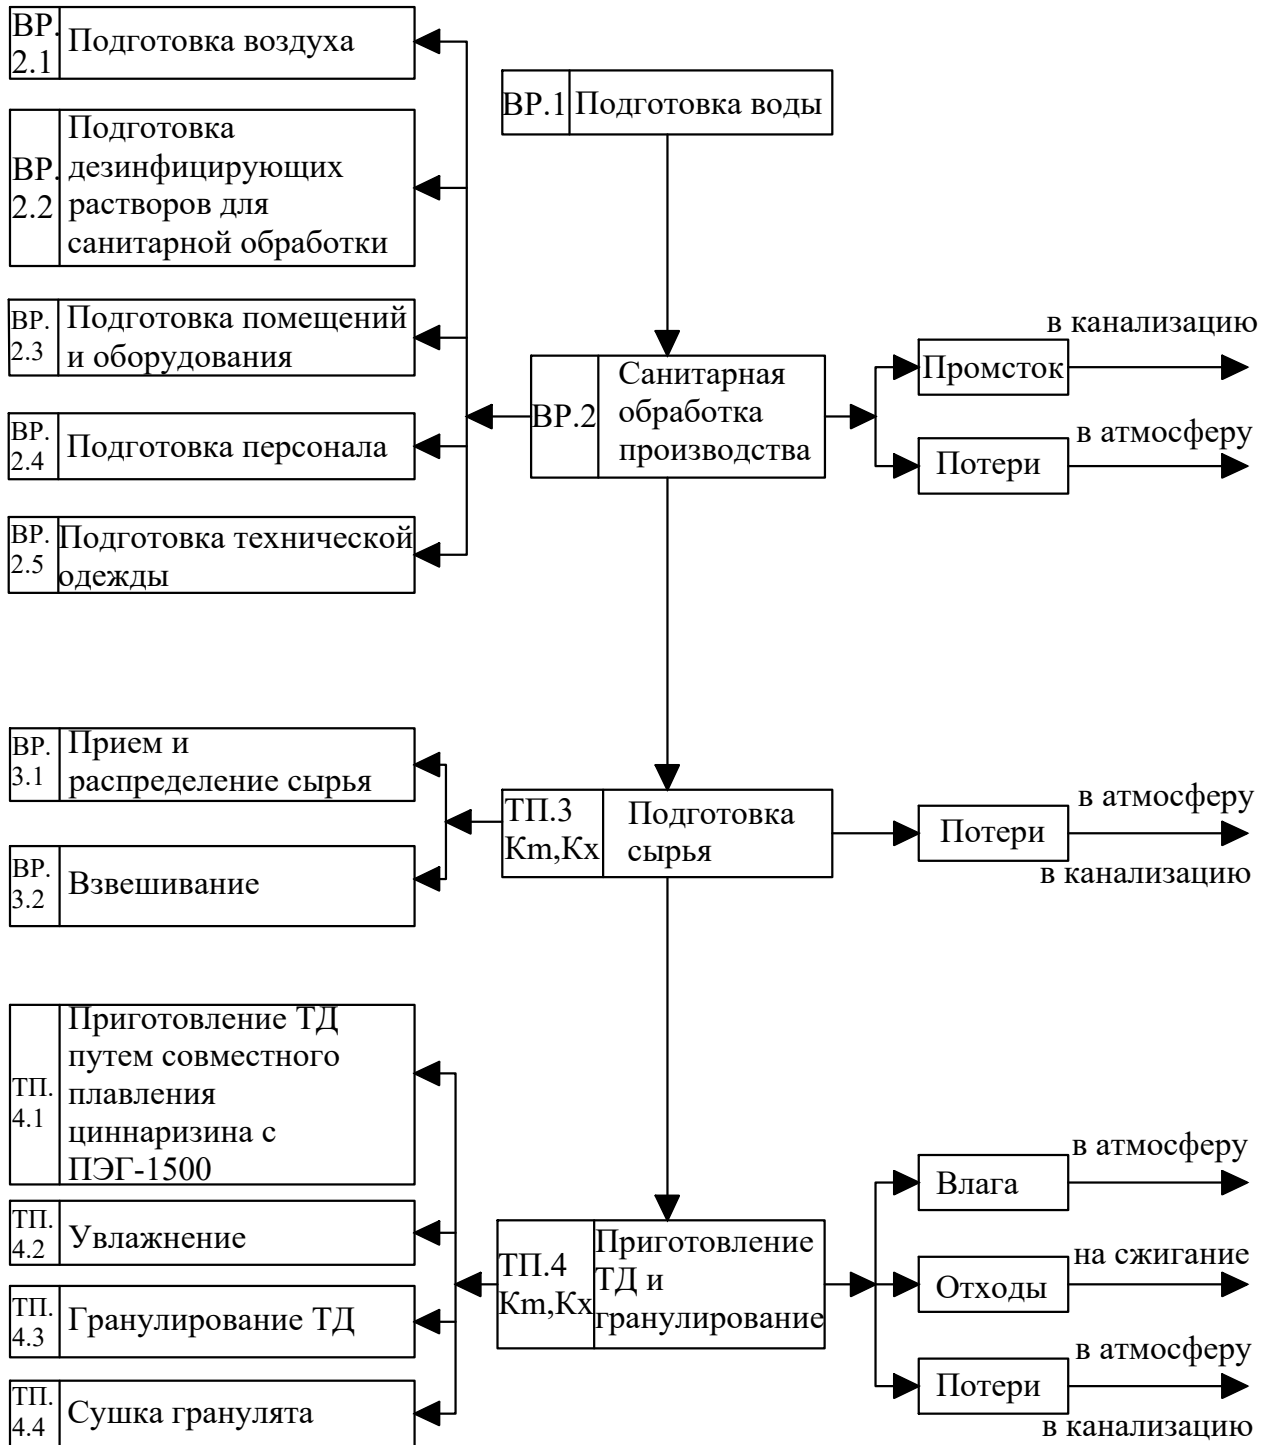 ВР.
2.1
Подготовка воздуха
ВР.1
Подготовка воды
ВР.
2.2
Подготовка
дезинфицирующих
растворов для
санитарной обработки
ВР.
2.3
Подготовка помещений
и оборудования
ВР.
2.4
Подготовка персонала
ВР.
2.5
Подготовка технической
одежды
ВР.2
Санитарная
обработка
производства
Промсток
в канализацию
Потери
в атмосферу
ВР.
3.1
Прием и
распределение сырья
ВР.
3.2
Взвешивание
ТП.3
Кm,Кх
Подготовка
сырья
Потери
в атмосферу
в канализацию
ТП.
4.1
Приготовление ТД
путем совместного
плавления
циннаризина с
ПЭГ-1500
ТП.
4.2
Увлажнение
ТП.
4.3
Гранулирование ТД
ТП.
4.4
Сушка гранулята
ТП.4
Кm,Кх
Приготовление
ТД и
гранулирование
Влага
в атмосферу
Отходы
на сжигание
Потери
в атмосферу
в канализацию